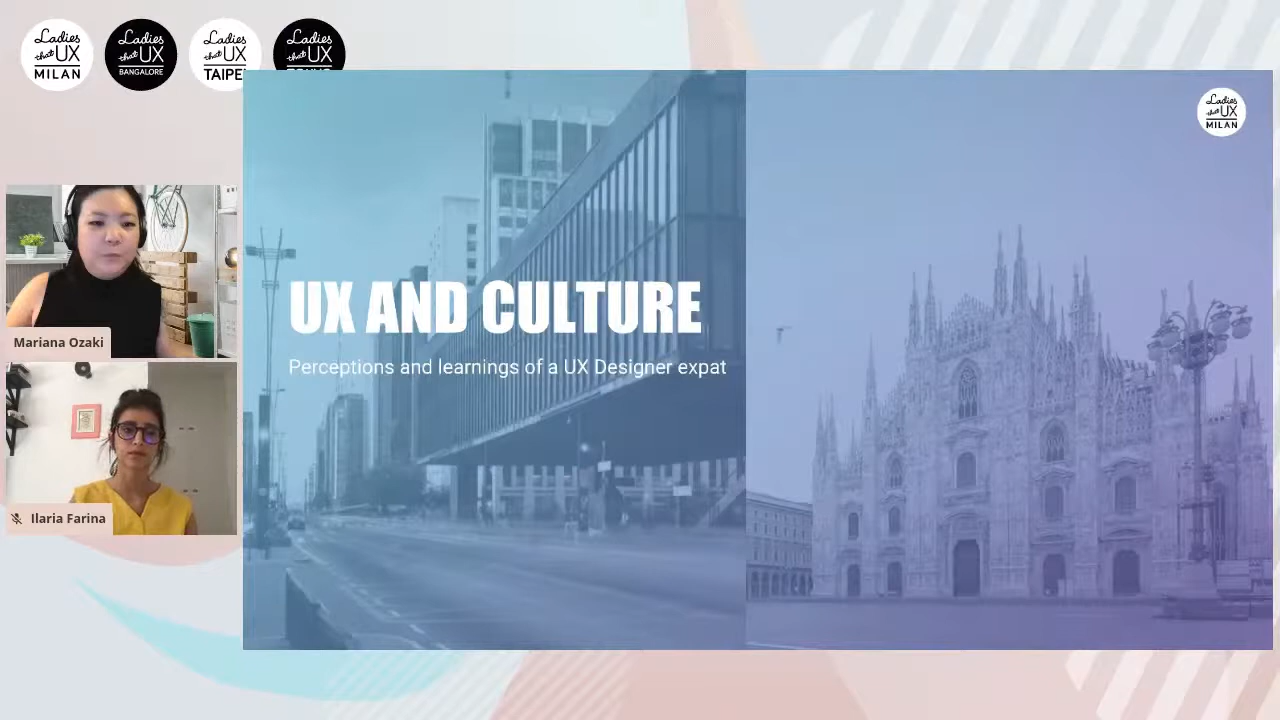 Ladies
that UX
MILAN
Ladies
that UX
BANGALORE
Ladies
that UX
TAIPEI
Ladies
that UX
Ladies
that UX
MILAN
UX AND CULTURE
Perceptions and learnings of a UX Designer expat
Mariana Ozaki
Ilaria Farina